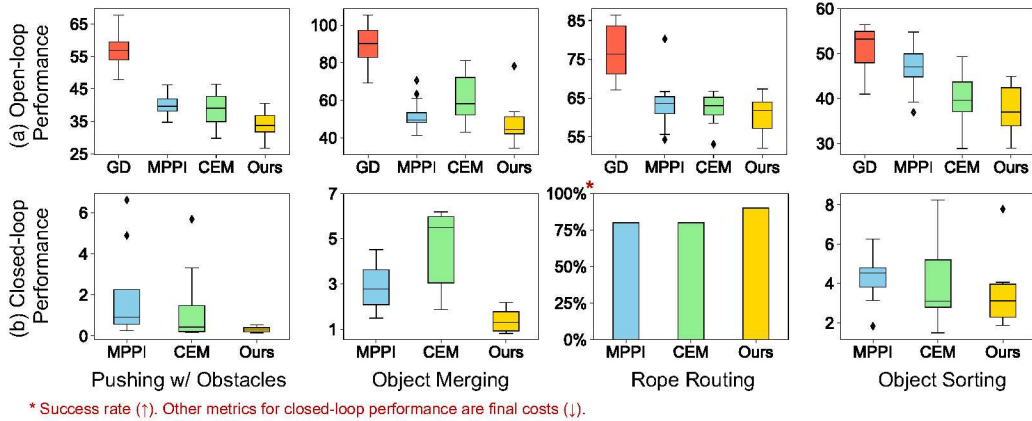 (a) Open-loop
Performance
65
55
45
35
25
GD MPPI CEM Ours
100
80
60
40
GD MPPI CEM Ours
85
75
65
55
GD MPPI CEM Ours
60
50
40
30
GD MPPI CEM Ours
(b) Closed-loop
Performance
6
4
2
0
MPPI CEM Ours
Pushing w/ Obstacles
7
5
3
1
MPPI CEM Ours
Object Merging
100%*
75%
50%
25%
0%
MPPI CEM Ours
Rope Routing
8
6
4
2
MPPI CEM Ours
Object Sorting
* Success rate (↑). Other metrics for closed-loop performance are final costs (↓).